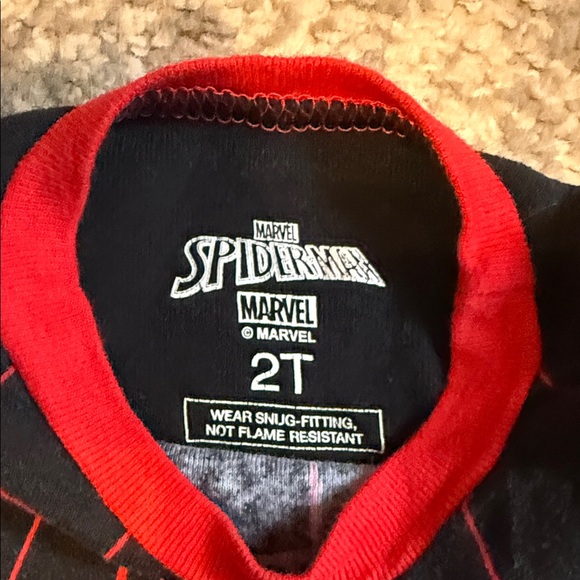 MARVEL
SPIDERMAN
MARVEL
© MARVEL
2T
WEAR SNUG-FITTING,
NOT FLAME RESISTANT